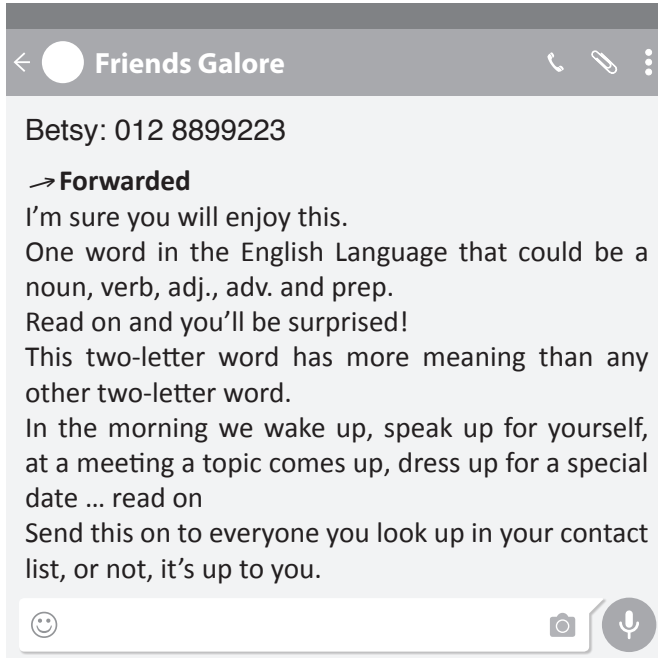 Friends Galore
Betsy: 012 8899223
Forwarded
I’m sure you will enjoy this.
One word in the English Language that could be a
noun, verb, adj., adv. and prep.
Read on and you’ll be surprised!
This two-letter word has more meaning than any
other two-letter word.
In the morning we wake up, speak up for yourself,
at a meeting a topic comes up, dress up for a special
date ... read on
Send this on to everyone you look up in your contact
list, or not, it’s up to you.